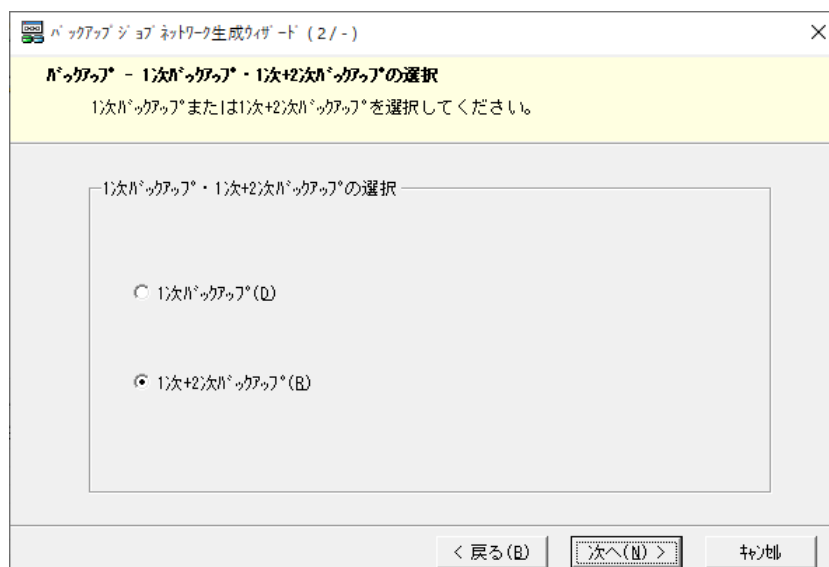 ﾊﾞｯｸｱｯﾌﾟｼﾞｮﾌﾞﾈｯﾄﾜｰｸ生成ｳｨｻﾞｰﾄﾞ (2/-)
ﾊﾞｯｸｱｯﾌﾟ - 1次ﾊﾞｯｸｱｯﾌﾟ・1次+2次ﾊﾞｯｸｱｯﾌﾟの選択
1次ﾊﾞｯｸｱｯﾌﾟまたは1次+2次ﾊﾞｯｸｱｯﾌﾟを選択してください。
1次ﾊﾞｯｸｱｯﾌﾟ・1次+2次ﾊﾞｯｸｱｯﾌﾟの選択
1次ﾊﾞｯｸｱｯﾌﾟ(D)
1次+2次ﾊﾞｯｸｱｯﾌﾟ(R)
< 戻る(B) 次へ(N) > ｷｬﾝｾﾙ